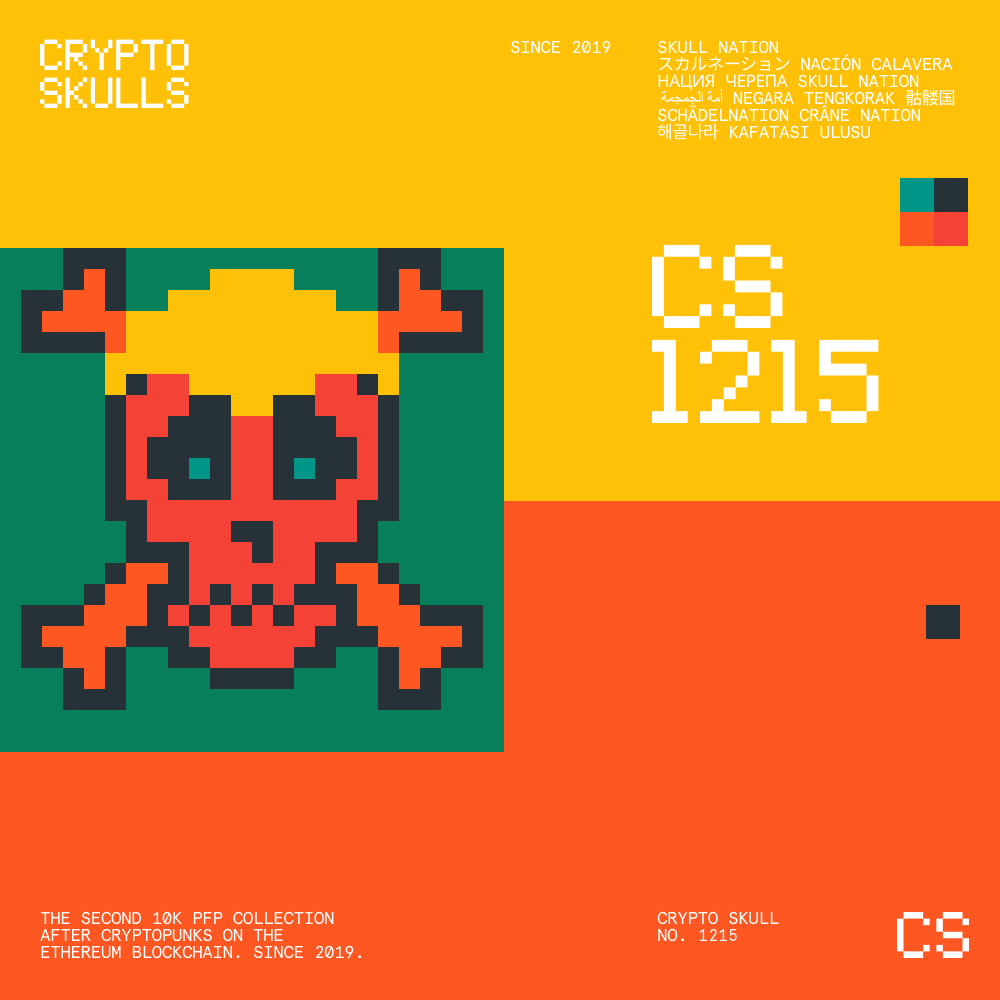 CRYPTO
SKULLS
SINCE 2019
SKULL NATION
スカルネーション NACIÓN CALAVERA
НАЦИЯ ЧЕРЕПА SKULL NATION
أمة الجمجمة NEGARA TENGKORAK 骷髅国
SCHÄDELNATION CRÂNE NATION
해골나라 KAFATASI ULUSU
CS
1215
THE SECOND 10K PFP COLLECTION
AFTER CRYPTOPUNKS ON THE
ETHEREUM BLOCKCHAIN. SINCE 2019.
CRYPTO SKULL
NO. 1215
CS